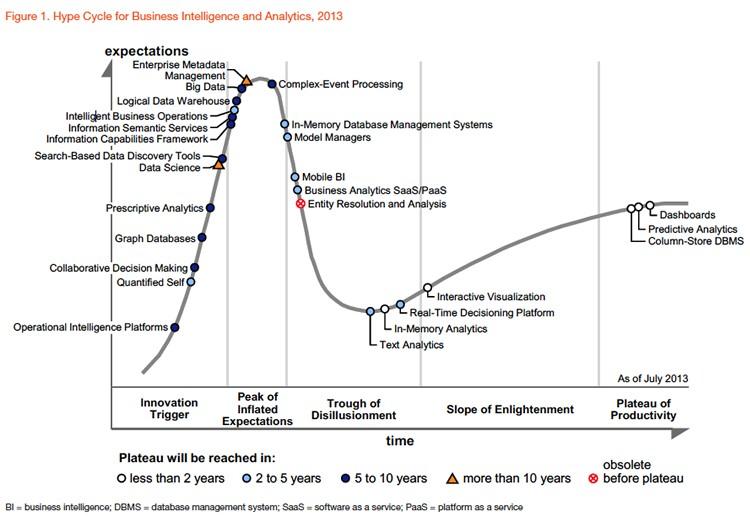 Figure 1. Hype Cycle for Business Intelligence and Analytics, 2013
expectations
Enterprise Metadata
Management
Big Data
Complex-Event Processing
Logical Data Warehouse
Intelligent Business Operations
Information Semantic Services
Information Capabilities Framework
In-Memory Database Management Systems
Model Managers
Search-Based Data Discovery Tools
Data Science
Mobile BI
Business Analytics SaaS/PaaS
Entity Resolution and Analysis
Prescriptive Analytics
Graph Databases
Collaborative Decision Making
Quantified Self
Operational Intelligence Platforms
Dashboards
Predictive Analytics
Column-Store DBMS
Interactive Visualization
Real-Time Decisioning Platform
In-Memory Analytics
Text Analytics
As of July 2013
Innovation
Trigger
Peak of
Inflated
Expectations
Trough of
Disillusionment
Slope of Enlightenment
Plateau of
Productivity
time
Plateau will be reached in:
less than 2 years
2 to 5 years
5 to 10 years
more than 10 years
obsolete
before plateau
BI = business intelligence; DBMS = database management system; SaaS = software as a service; PaaS = platform as a service